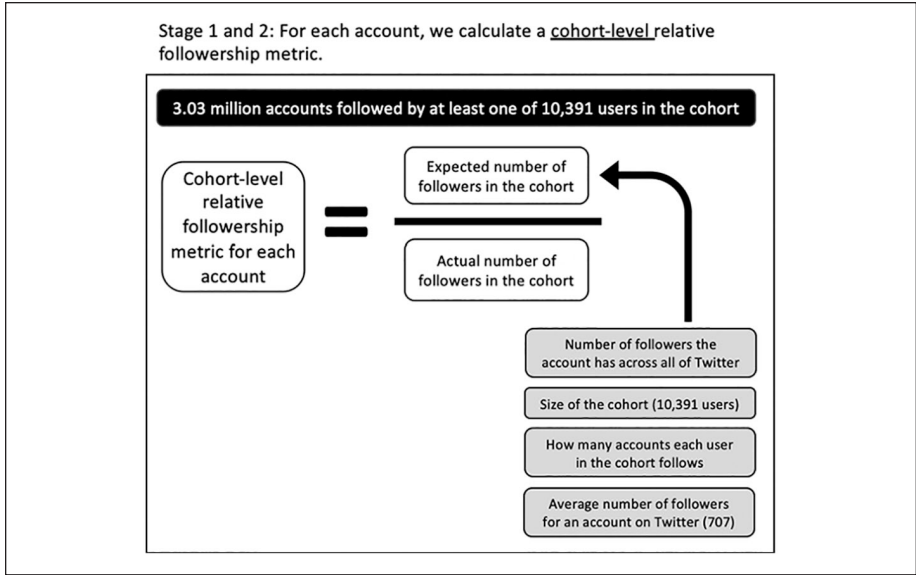 Stage 1 and 2: For each account, we calculate a cohort-level relative
followership metric.
3.03 million accounts followed by at least one of 10,391 users in the cohort
Cohort-level
relative
followership
metric for each
account
=
Expected number of
followers in the cohort
Actual number of
followers in the cohort
Number of followers the
account has across all of Twitter
Size of the cohort (10,391 users)
How many accounts each user
in the cohort follows
Average number of followers
for an account on Twitter (707)